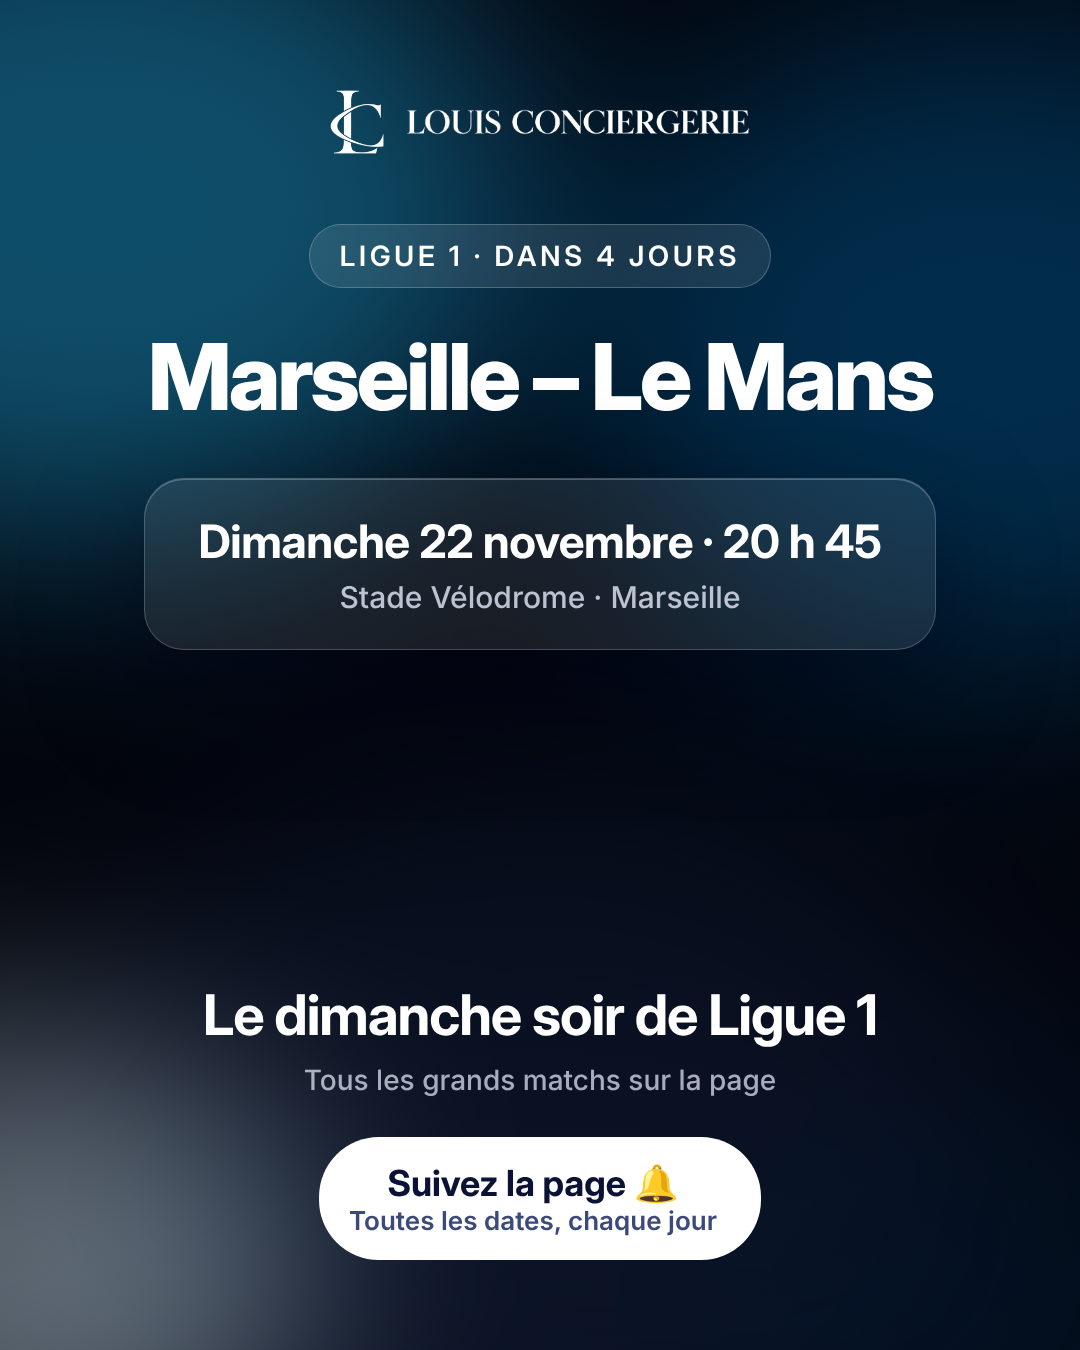 LOUIS CONCIERGERIE
LIGUE 1 · DANS 4 JOURS
Marseille – Le Mans
Dimanche 22 novembre · 20 h 45
Stade Vélodrome · Marseille
Le dimanche soir de Ligue 1
Tous les grands matchs sur la page
Suivez la page 🔔
Toutes les dates, chaque jour